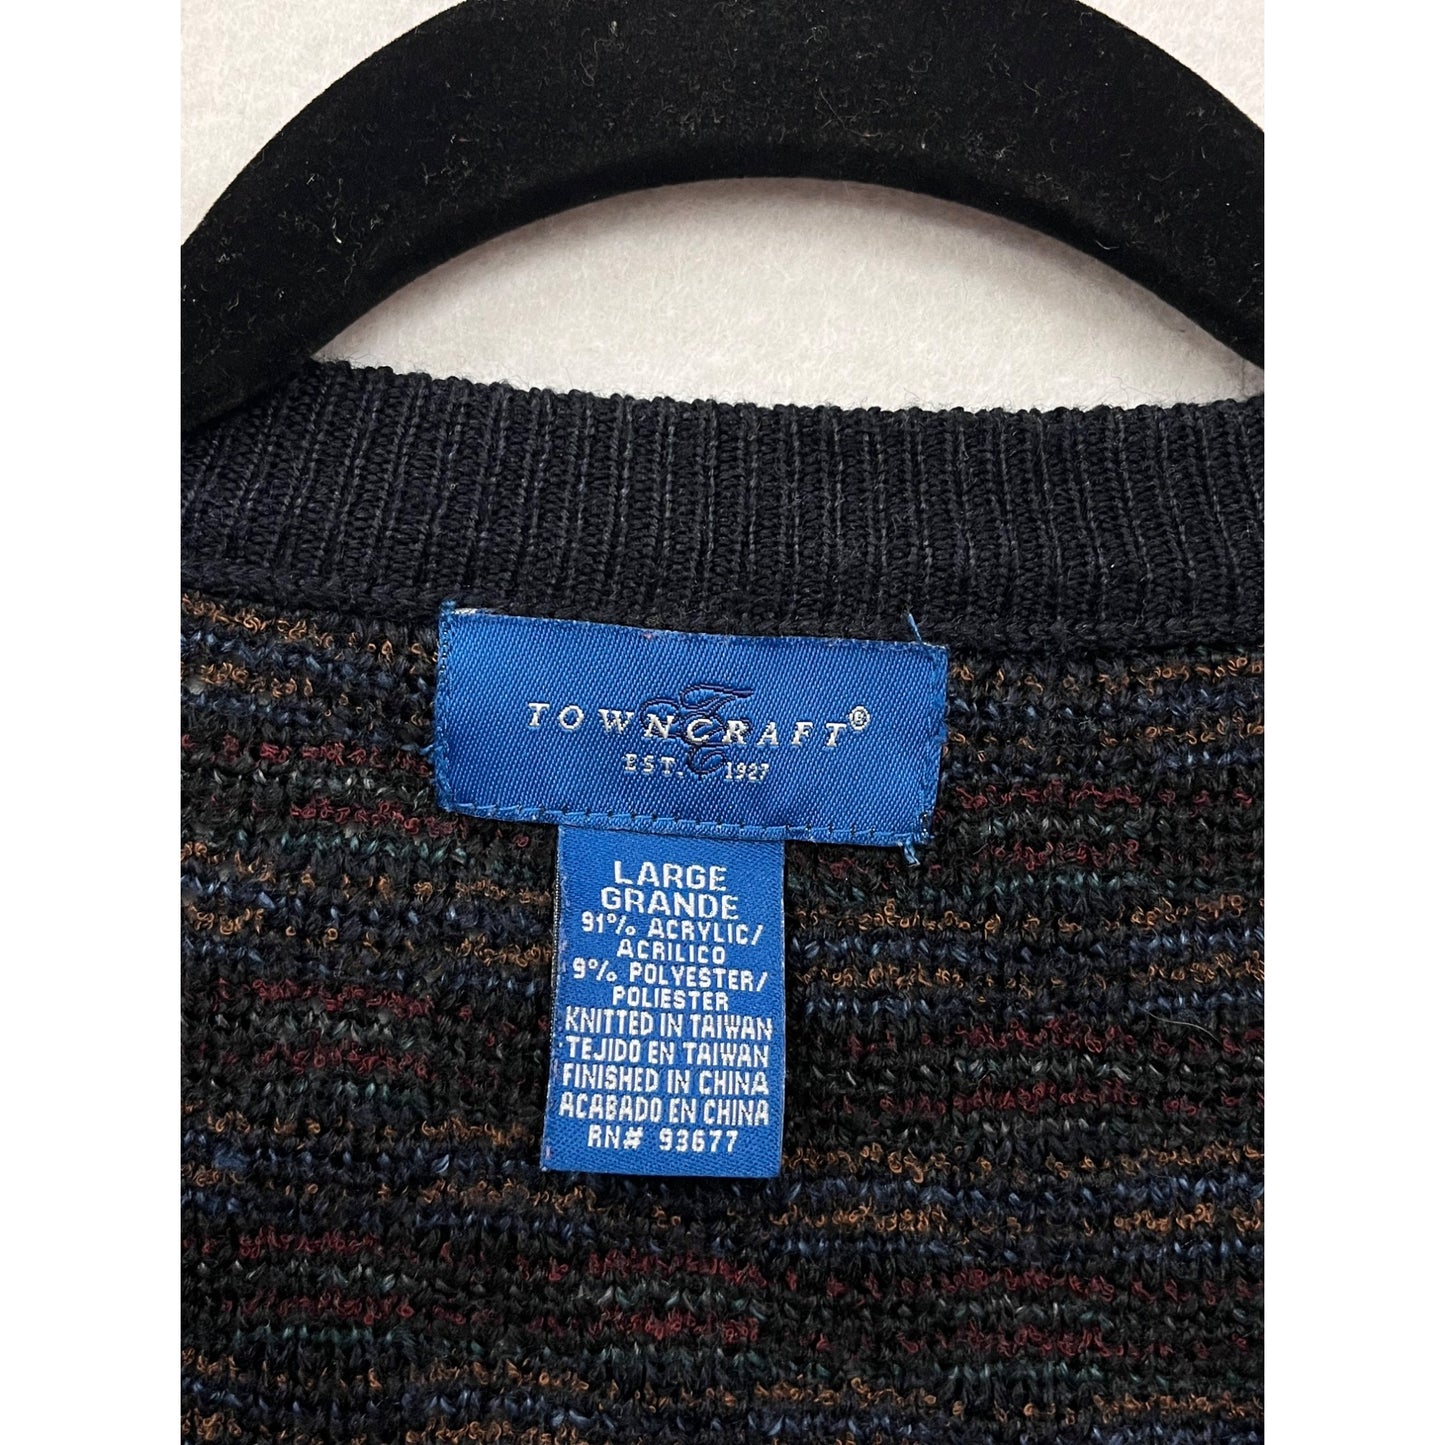 TOWNCRAFT®
EST. 1927
LARGE
GRANDE
91% ACRYLIC/
ACRILICO
9% POLYESTER/
POLIESTER
KNITTED IN TAIWAN
TEJIDO EN TAIWAN
FINISHED IN CHINA
ACABADO EN CHINA
RN# 93677